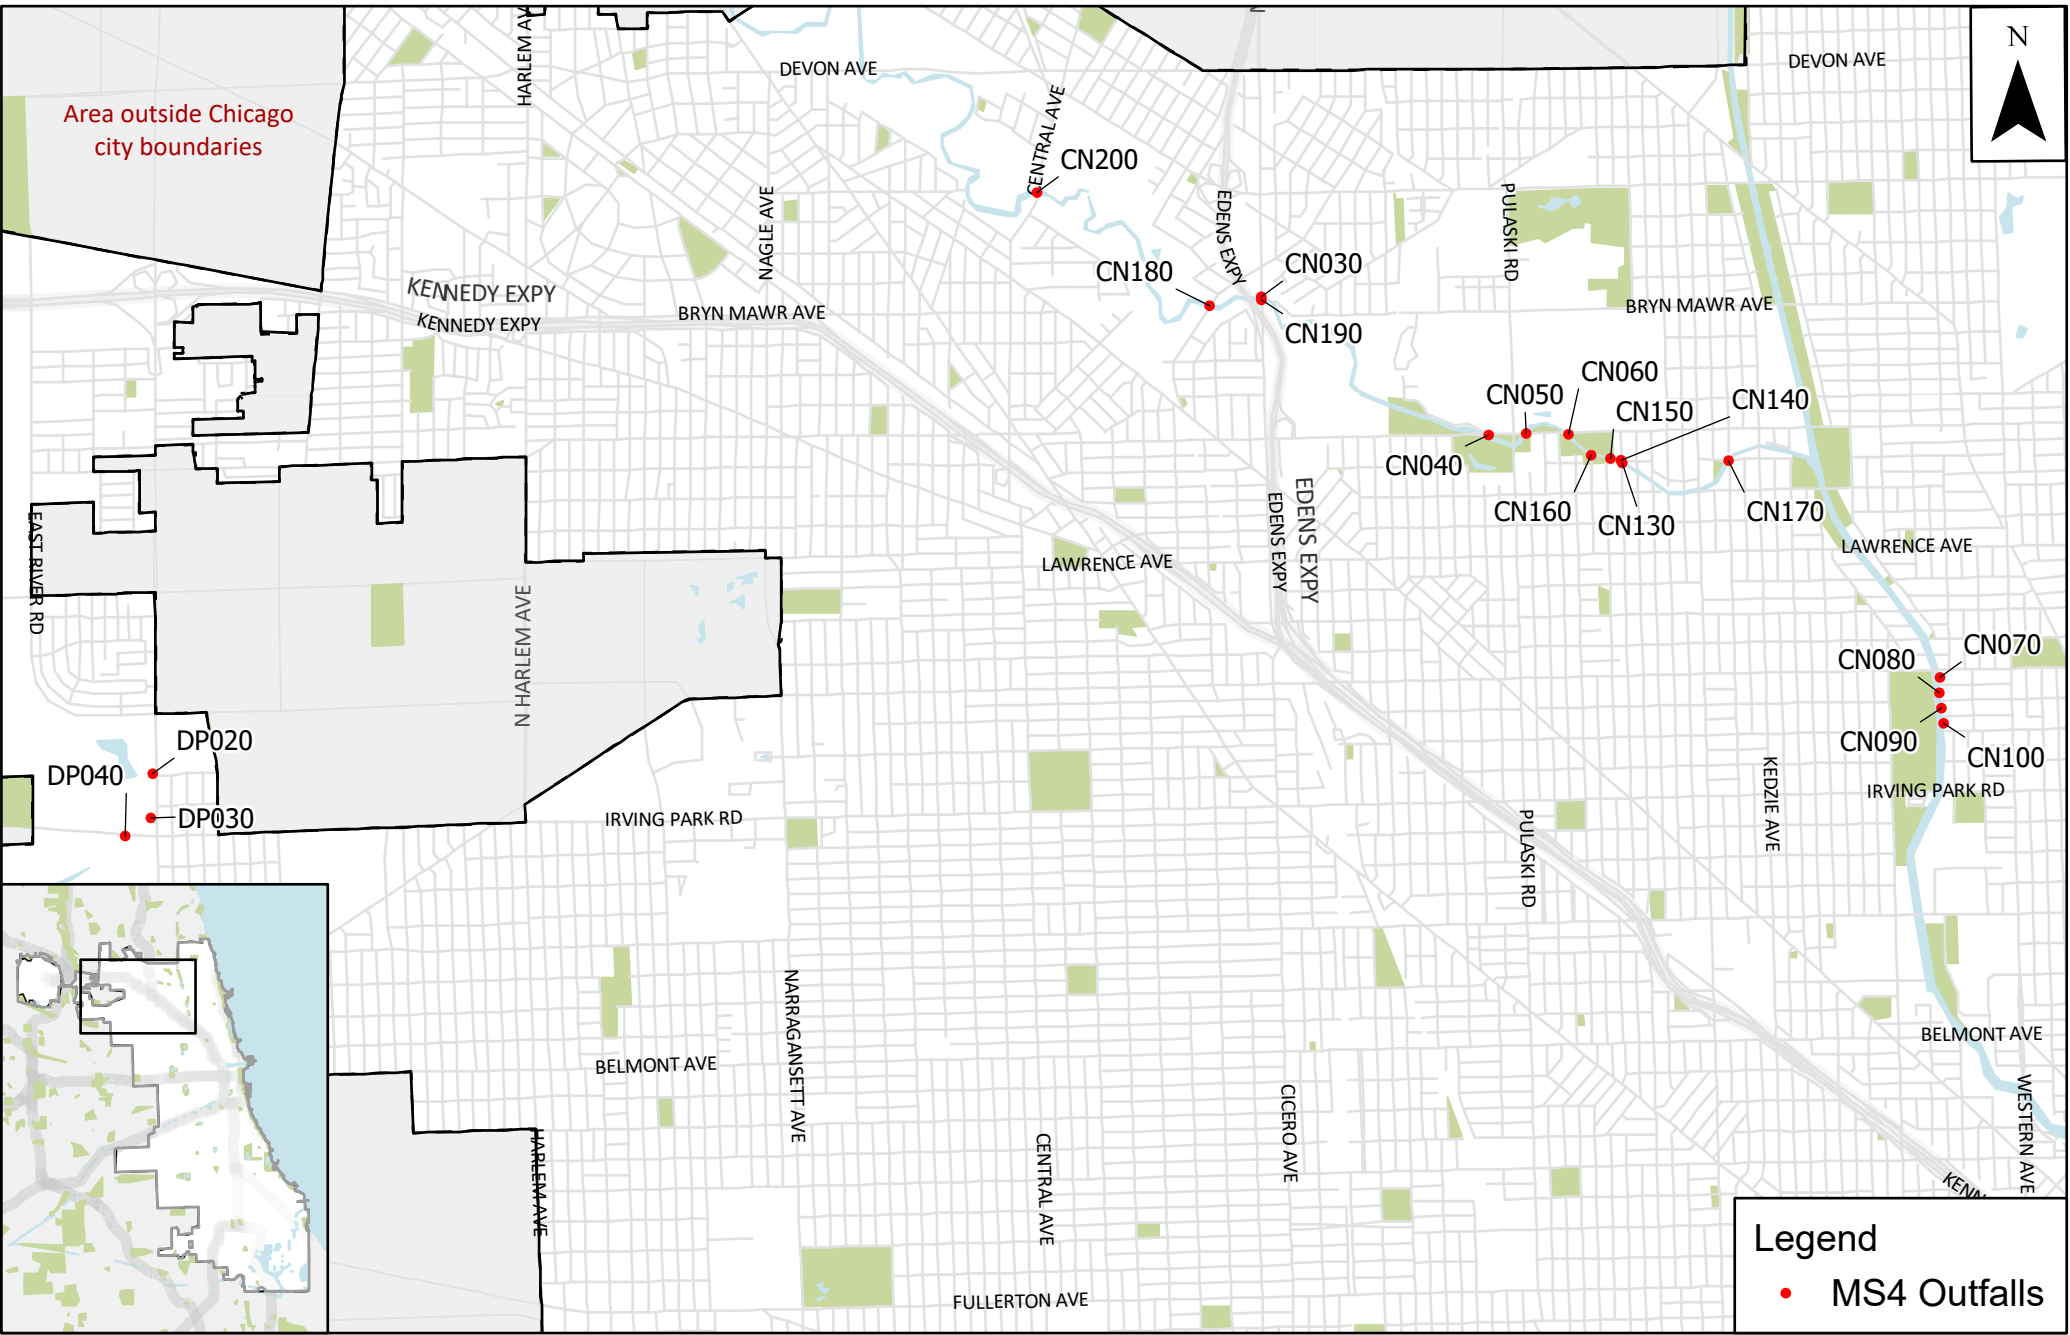 HARLEM AV
DEVON AVE
DEVON AVE
N
Area outside Chicago
city boundaries
CENTRAL AVE
CN200
NAGLE AVE
EDENS EXPY
PULASKI RD
CN180
CN030
CN190
KENNEDY EXPY
KENNEDY EXPY
BRYN MAWR AVE
BRYN MAWR AVE
CN060
CN050
CN150
CN140
CN040
CN160
CN130
CN170
EAST RIVER RD
N HARLEM AVE
LAWRENCE AVE
EDENS EXPY
EDENS EXPY
LAWRENCE AVE
CN070
CN080
CN090
CN100
DP020
DP040
DP030
IRVING PARK RD
PULASKI RD
KEDZIE AVE
IRVING PARK RD
NARRAGANSETT AVE
BELMONT AVE
BELMONT AVE
HARLEM AVE
CENTRAL AVE
CICERO AVE
WESTERN AVE
KENN
FULLERTON AVE
Legend
MS4 Outfalls